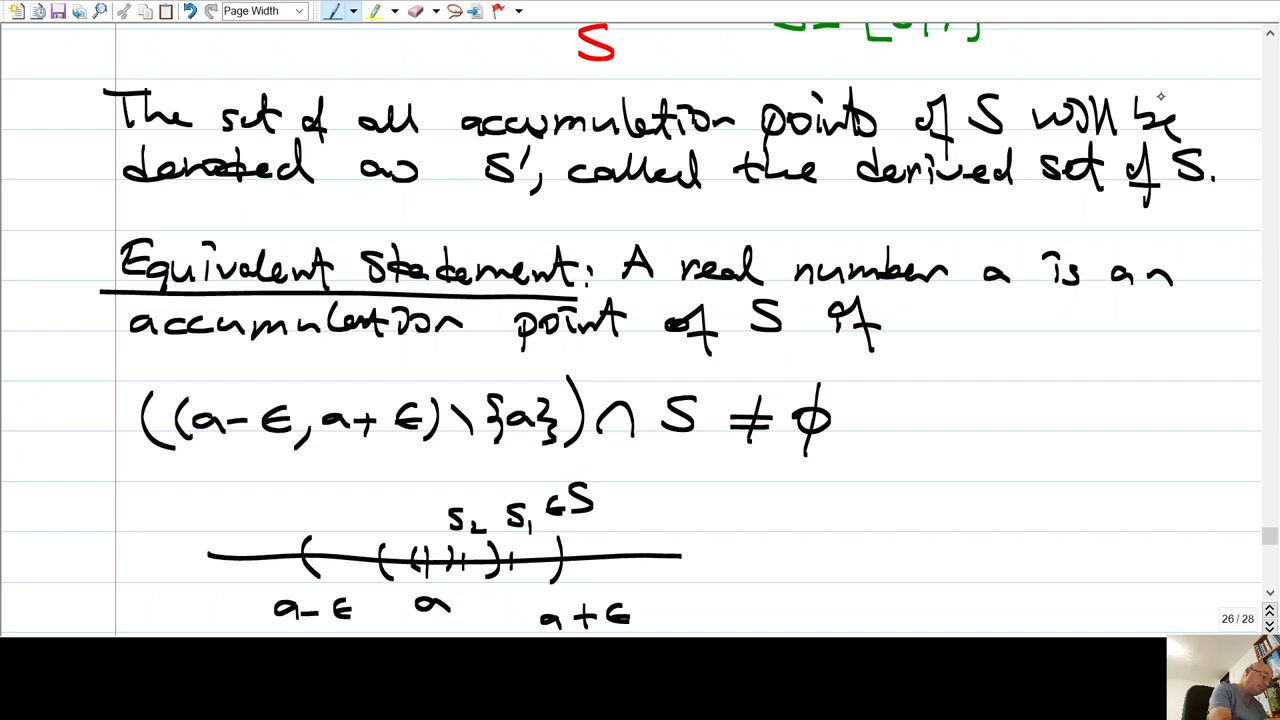 Page Width
S
The set of all accumulation points of S will be
denoted as S', called the derived set of S.
Equivalent Statement: A real number a is an
accumulation point of S if
((a-ϵ, a+ϵ)\{a}) ∩ S ≠ ϕ
s₂ s₁ ∈ S
a-ϵ a a+ϵ
26 / 28